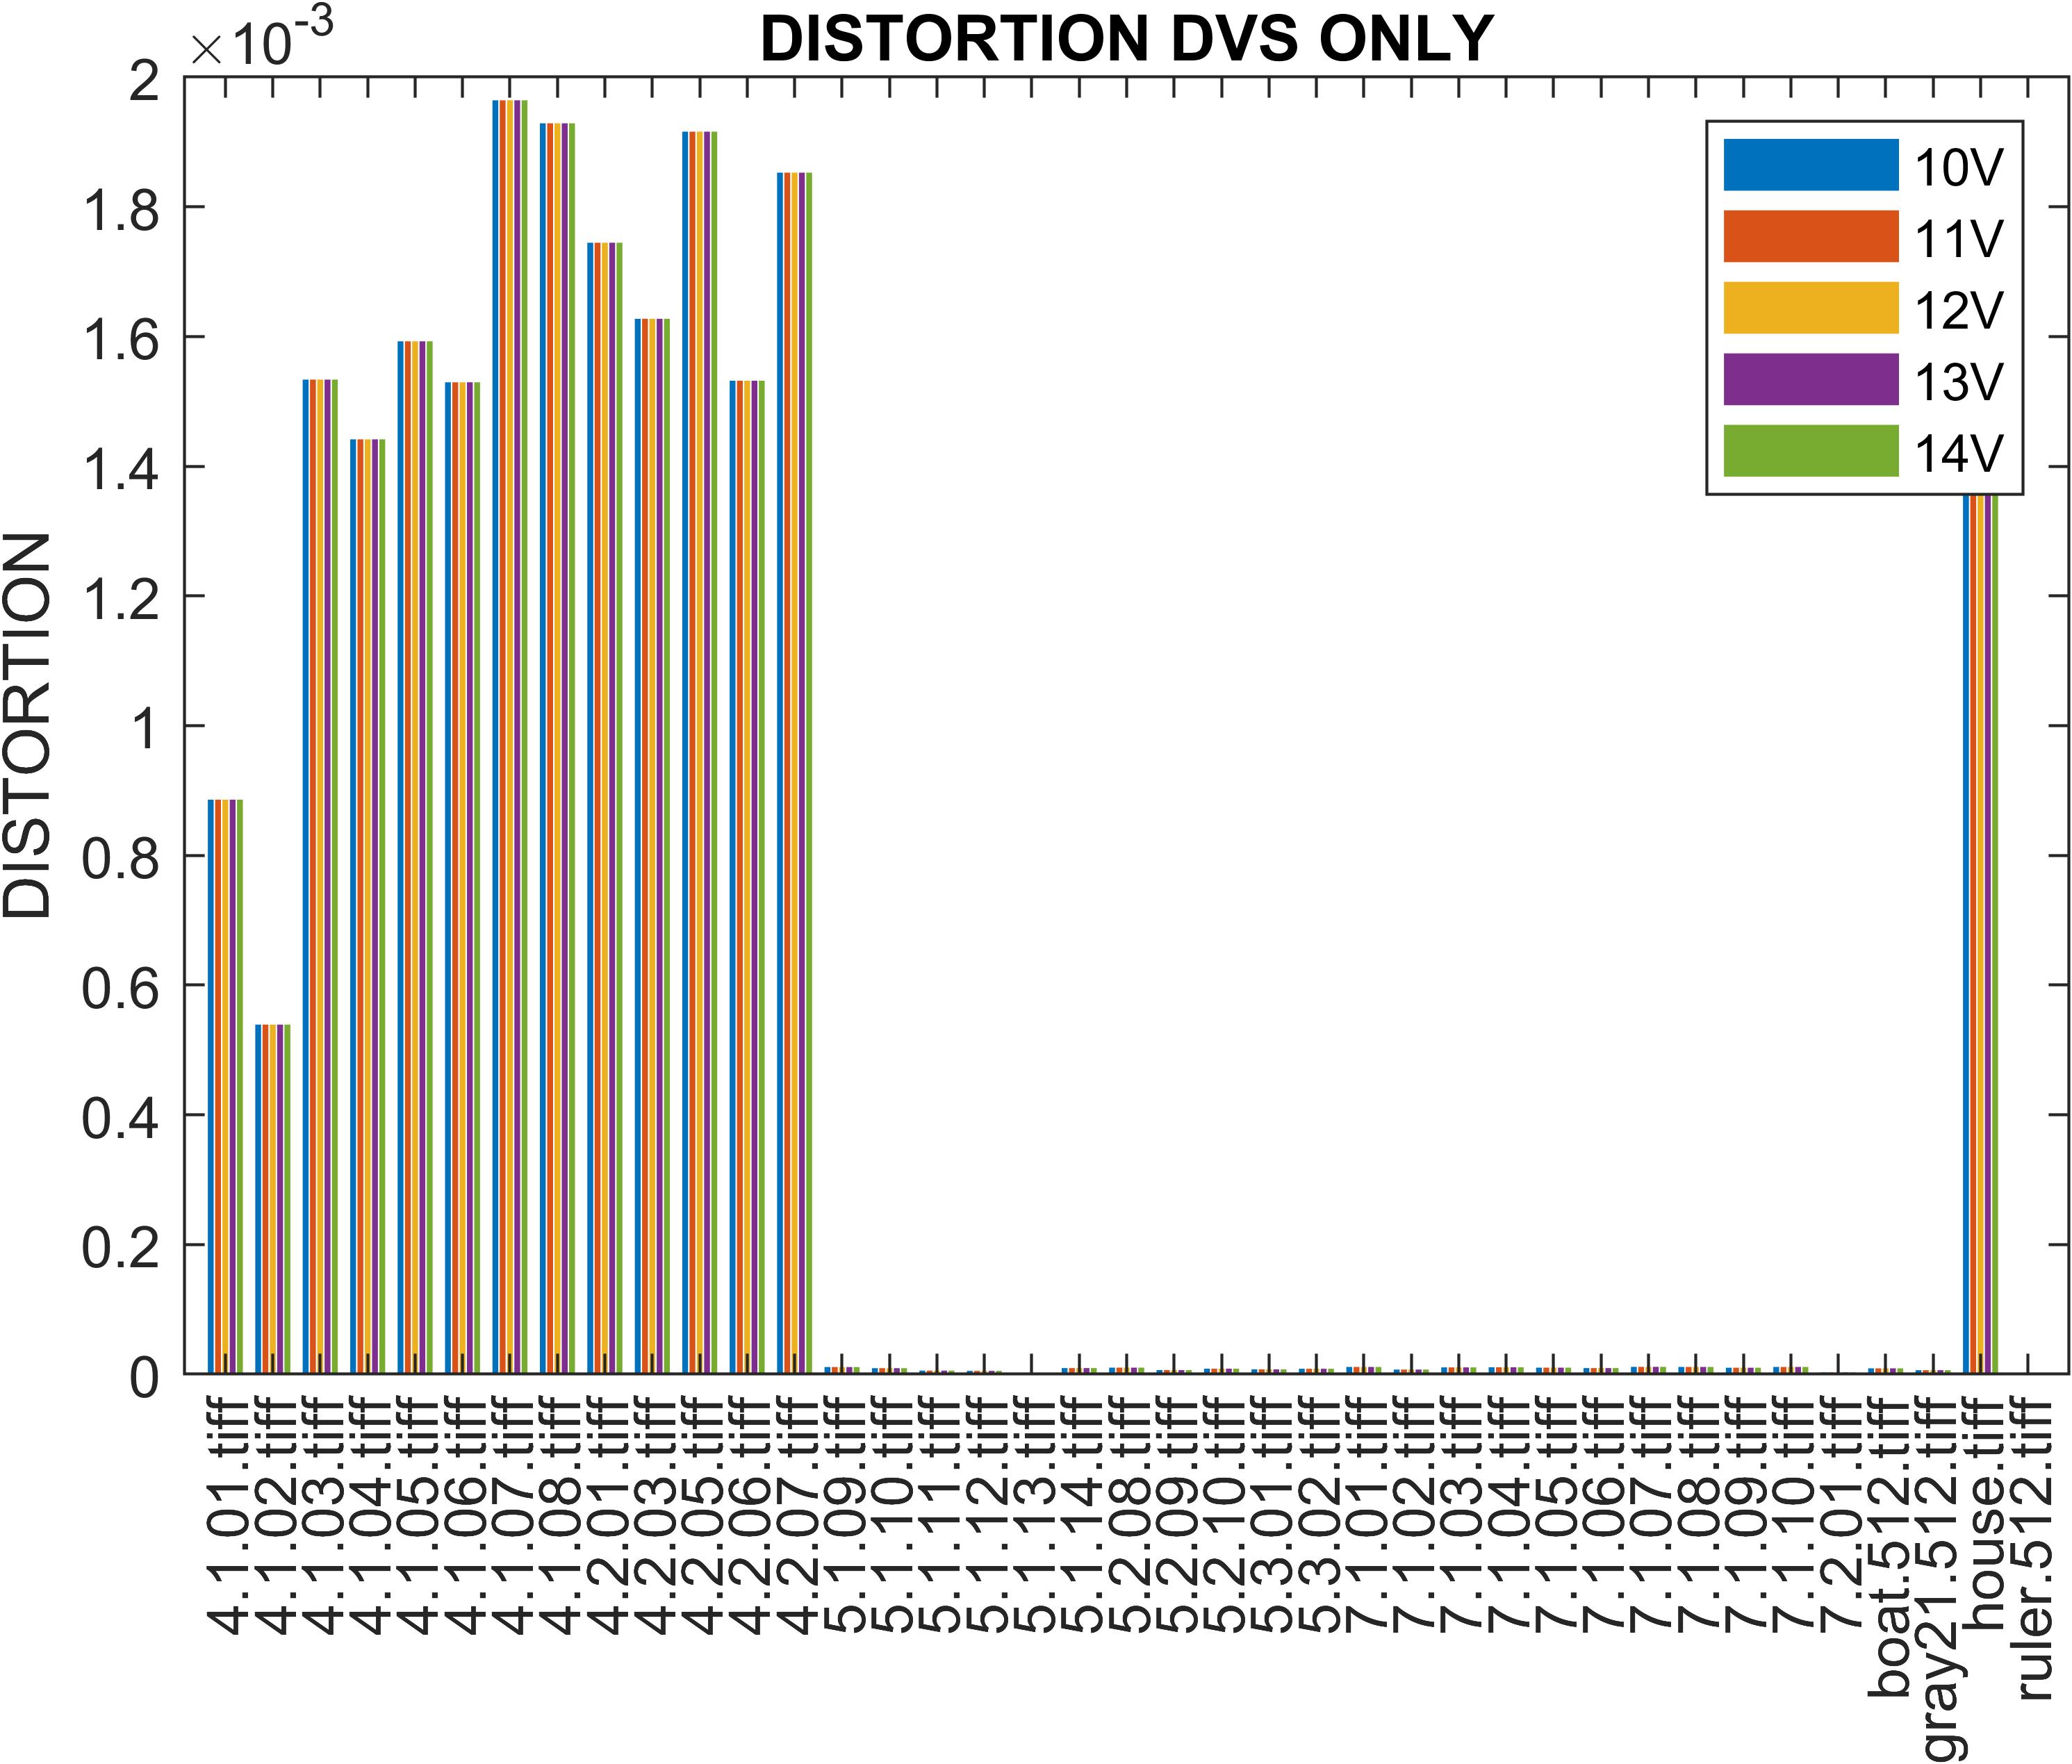 DISTORTION DVS ONLY
×10-3
2
1.8
1.6
1.4
1.2
1
0.8
0.6
0.4
0.2
0
DISTORTION
10V
11V
12V
13V
14V
4.1.01.tiff
4.1.02.tiff
4.1.03.tiff
4.1.04.tiff
4.1.05.tiff
4.1.06.tiff
4.1.07.tiff
4.1.08.tiff
4.2.01.tiff
4.2.03.tiff
4.2.05.tiff
4.2.06.tiff
4.2.07.tiff
5.1.09.tiff
5.1.10.tiff
5.1.11.tiff
5.1.12.tiff
5.1.13.tiff
5.1.14.tiff
5.2.08.tiff
5.2.09.tiff
5.2.10.tiff
5.3.01.tiff
5.3.02.tiff
7.1.01.tiff
7.1.02.tiff
7.1.03.tiff
7.1.04.tiff
7.1.05.tiff
7.1.06.tiff
7.1.07.tiff
7.1.08.tiff
7.1.09.tiff
7.1.10.tiff
7.2.01.tiff
boat.512.tiff
gray21.512.tiff
house.tiff
ruler.512.tiff